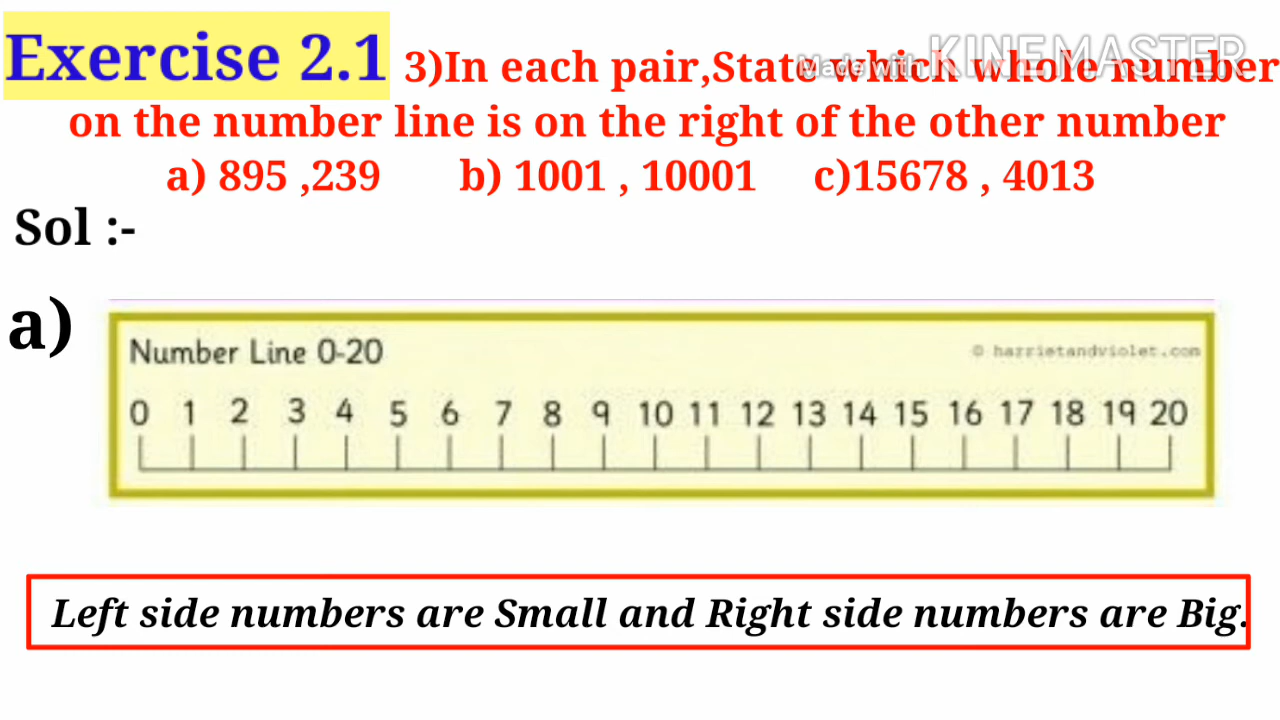 Exercise 2.1 3)In each pair,State which whole number
Made with KINEMASTER
on the number line is on the right of the other number
a) 895 ,239 b) 1001 , 10001 c)15678 , 4013
Sol :-
a)
Number Line 0-20
© harrietandviolet.com
0 1 2 3 4 5 6 7 8 9 10 11 12 13 14 15 16 17 18 19 20
Left side numbers are Small and Right side numbers are Big.